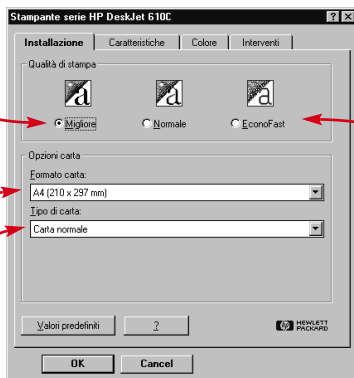 Stampante serie HP DeskJet 610C
Installazione Caratteristiche Colore Interventi
Qualità di stampa
a a a
Migliore Normale EconoFast
Opzioni carta
Formato carta:
A4 (210 x 297 mm)
Tipo di carta:
Carta normale
Valori predefiniti ? hp HEWLETT
PACKARD
OK Cancel